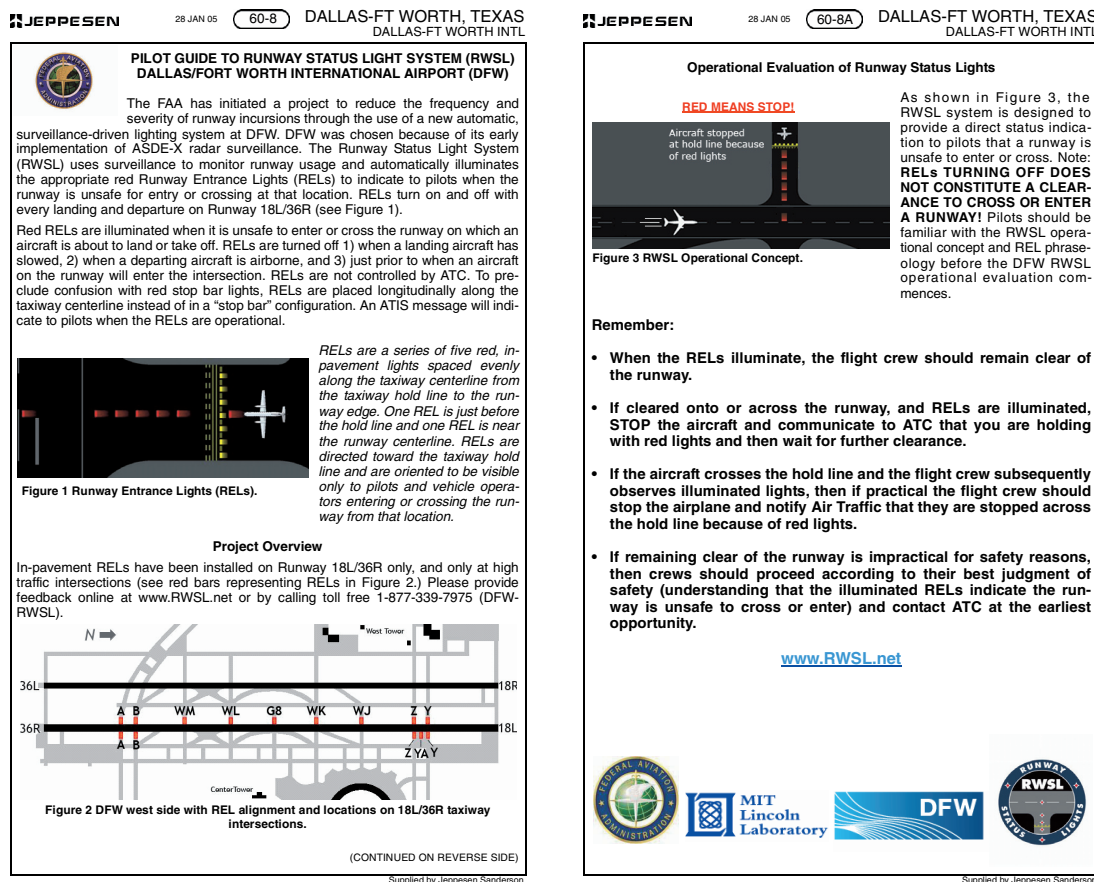 JEPPESEN
28 JAN 05
60-8
DALLAS-FT WORTH, TEXAS
DALLAS-FT WORTH INTL
PILOT GUIDE TO RUNWAY STATUS LIGHT SYSTEM (RWSL)
DALLAS/FORT WORTH INTERNATIONAL AIRPORT (DFW)
The FAA has initiated a project to reduce the frequency and
severity of runway incursions through the use of a new automatic,
surveillance-driven lighting system at DFW. DFW was chosen because of its early
implementation of ASDE-X radar surveillance. The Runway Status Light System
(RWSL) uses surveillance to monitor runway usage and automatically illuminates
the appropriate red Runway Entrance Lights (RELs) to indicate to pilots when the
runway is unsafe for entry or crossing at that location. RELs turn on and off with
every landing and departure on Runway 18L/36R (see Figure 1).
Red RELs are illuminated when it is unsafe to enter or cross the runway on which an
aircraft is about to land or take off. RELs are turned off 1) when a landing aircraft has
slowed, 2) when a departing aircraft is airborne, and 3) just prior to when an aircraft
on the runway will enter the intersection. RELs are not controlled by ATC. To pre-
clude confusion with red stop bar lights, RELs are placed longitudinally along the
taxiway centerline instead of in a “stop bar” configuration. An ATIS message will indi-
cate to pilots when the RELs are operational.
RELs are a series of five red, in-
pavement lights spaced evenly
along the taxiway centerline from
the taxiway hold line to the run-
way edge. One REL is just before
the hold line and one REL is near
the runway centerline. RELs are
directed toward the taxiway hold
line and are oriented to be visible
only to pilots and vehicle opera-
tors entering or crossing the run-
way from that location.
Figure 1 Runway Entrance Lights (RELs).
Project Overview
In-pavement RELs have been installed on Runway 18L/36R only, and only at high
traffic intersections (see red bars representing RELs in Figure 2.) Please provide
feedback online at www.RWSL.net or by calling toll free 1-877-339-7975 (DFW-
RWSL).
N
West Tower
36L
18R
A B WM WL G8 WK WJ Z Y
36R
18L
A B Z YA Y
Center Tower
Figure 2 DFW west side with REL alignment and locations on 18L/36R taxiway
intersections.
(CONTINUED ON REVERSE SIDE)
Supplied by Jeppesen Sanderson
JEPPESEN
28 JAN 05
60-8A
DALLAS-FT WORTH, TEXAS
DALLAS-FT WORTH INTL
Operational Evaluation of Runway Status Lights
RED MEANS STOP!
Aircraft stopped
at hold line because
of red lights
Figure 3 RWSL Operational Concept.
As shown in Figure 3, the
RWSL system is designed to
provide a direct status indica-
tion to pilots that a runway is
unsafe to enter or cross. Note:
RELs TURNING OFF DOES
NOT CONSTITUTE A CLEAR-
ANCE TO CROSS OR ENTER
A RUNWAY! Pilots should be
familiar with the RWSL opera-
tional concept and REL phrase-
ology before the DFW RWSL
operational evaluation com-
mences.
Remember:
• When the RELs illuminate, the flight crew should remain clear of
the runway.
• If cleared onto or across the runway, and RELs are illuminated,
STOP the aircraft and communicate to ATC that you are holding
with red lights and then wait for further clearance.
• If the aircraft crosses the hold line and the flight crew subsequently
observes illuminated lights, then if practical the flight crew should
stop the airplane and notify Air Traffic that they are stopped across
the hold line because of red lights.
• If remaining clear of the runway is impractical for safety reasons,
then crews should proceed according to their best judgment of
safety (understanding that the illuminated RELs indicate the run-
way is unsafe to cross or enter) and contact ATC at the earliest
opportunity.
www.RWSL.net
FEDERAL AVIATION
ADMINISTRATION
MIT
Lincoln
Laboratory
DFW
RUNWAY
RWSL
STATUS LIGHTS
Supplied by Jeppesen Sanderson